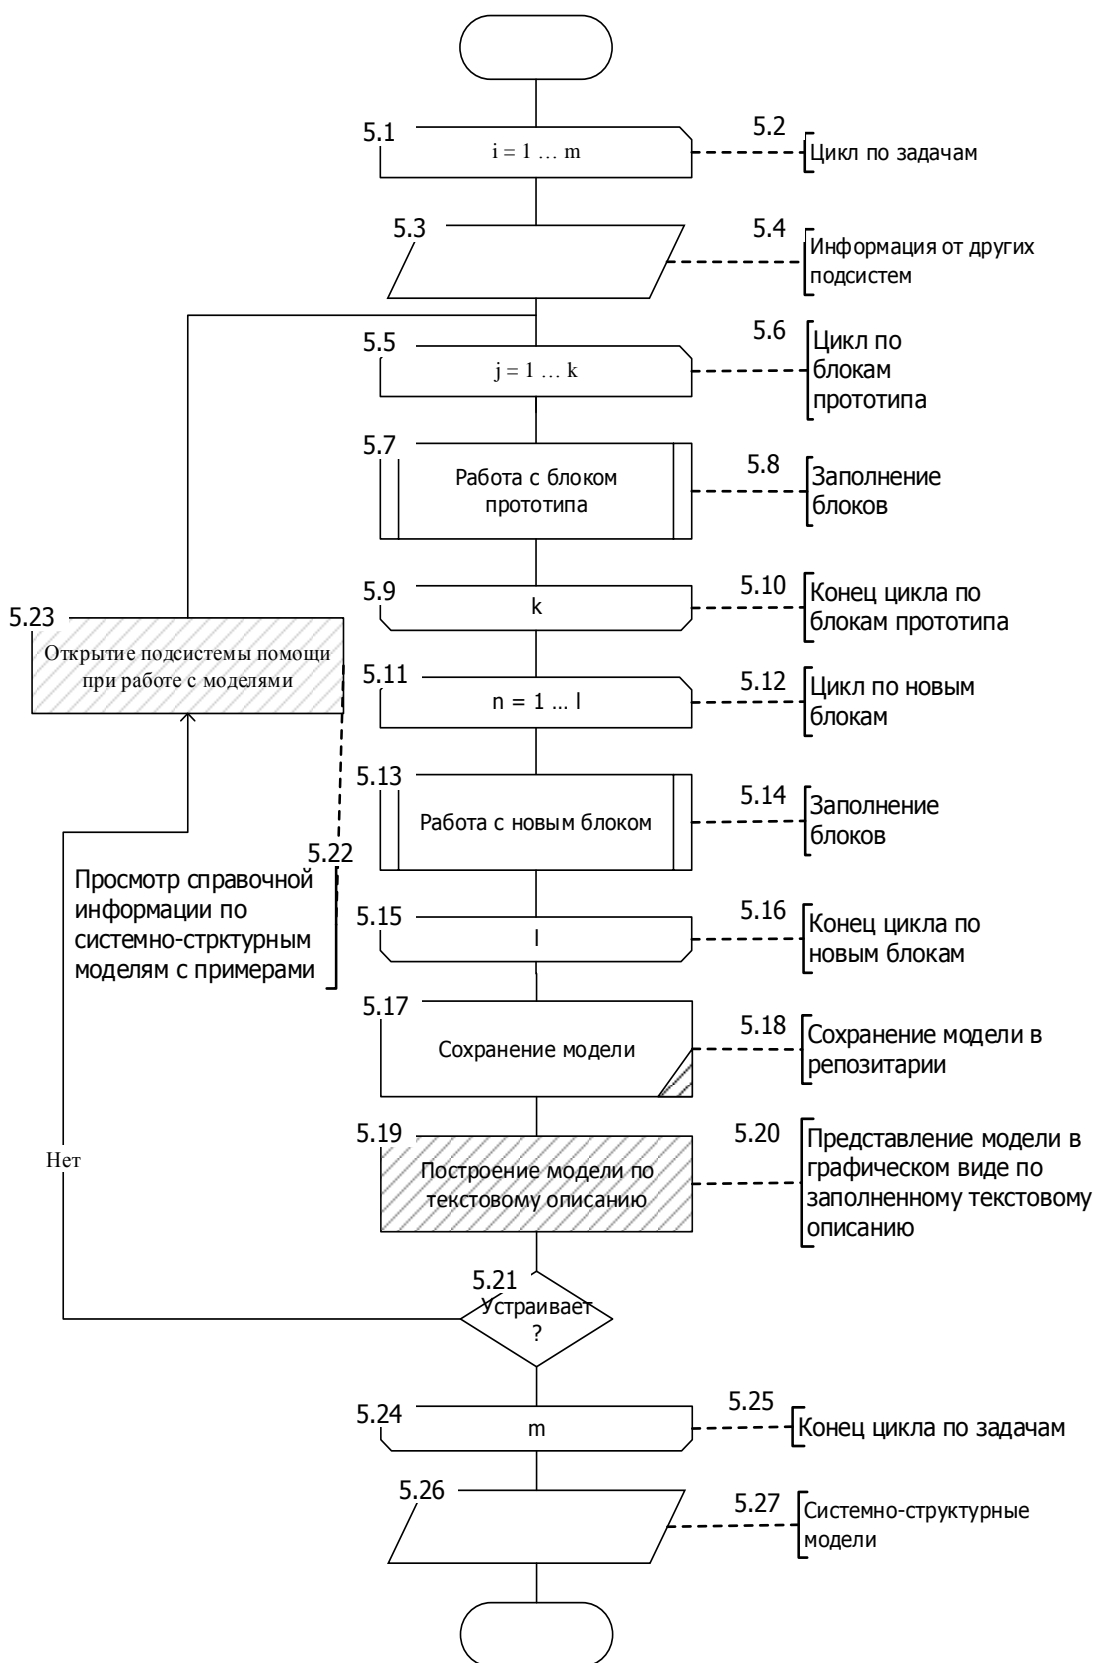 5.1
i = 1 ... m
5.2
Цикл по задачам
5.3
5.4
Информация от других
подсистем
5.5
j = 1 ... k
5.6
Цикл по
блокам
прототипа
5.7
Работа с блоком
прототипа
5.8
Заполнение
блоков
5.9
k
5.10
Конец цикла по
блокам прототипа
5.23
Открытие подсистемы помощи
при работе с моделями
5.11
n = 1 ... l
5.12
Цикл по новым
блокам
5.13
Работа с новым блоком
5.14
Заполнение
блоков
5.22
Просмотр справочной
информации по
системно-стрктурным
моделям с примерами
5.15
l
5.16
Конец цикла по
новым блокам
5.17
Сохранение модели
5.18
Сохранение модели в
репозитарии
5.19
Построение модели по
текстовому описанию
5.20
Представление модели в
графическом виде по
заполненному текстовому
описанию
Нет
5.21
Устраивает
?
5.24
m
5.25
Конец цикла по задачам
5.26
5.27
Системно-структурные
модели